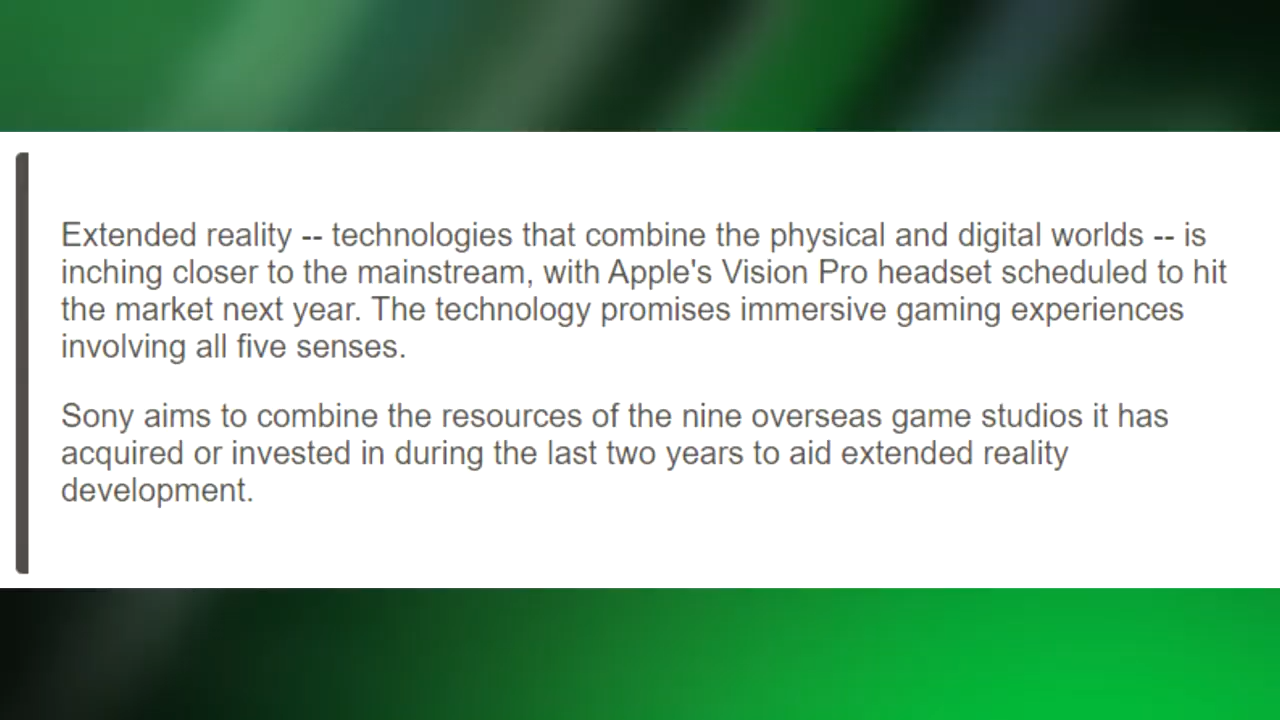 Extended reality -- technologies that combine the physical and digital worlds -- is
inching closer to the mainstream, with Apple's Vision Pro headset scheduled to hit
the market next year. The technology promises immersive gaming experiences
involving all five senses.
Sony aims to combine the resources of the nine overseas game studios it has
acquired or invested in during the last two years to aid extended reality
development.